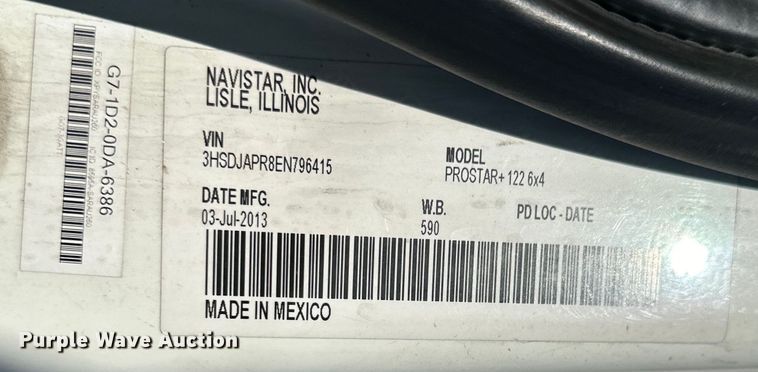 G7-1D2-0DA-6386
NAVISTAR, INC.
LISLE, ILLINOIS
VIN
3HSDJAPR8EN796415
MODEL
PROSTAR+ 122 6x4
DATE MFG.
03-Jul-2013
W.B.
590
PD LOC - DATE
MADE IN MEXICO
Purple Wave Auction